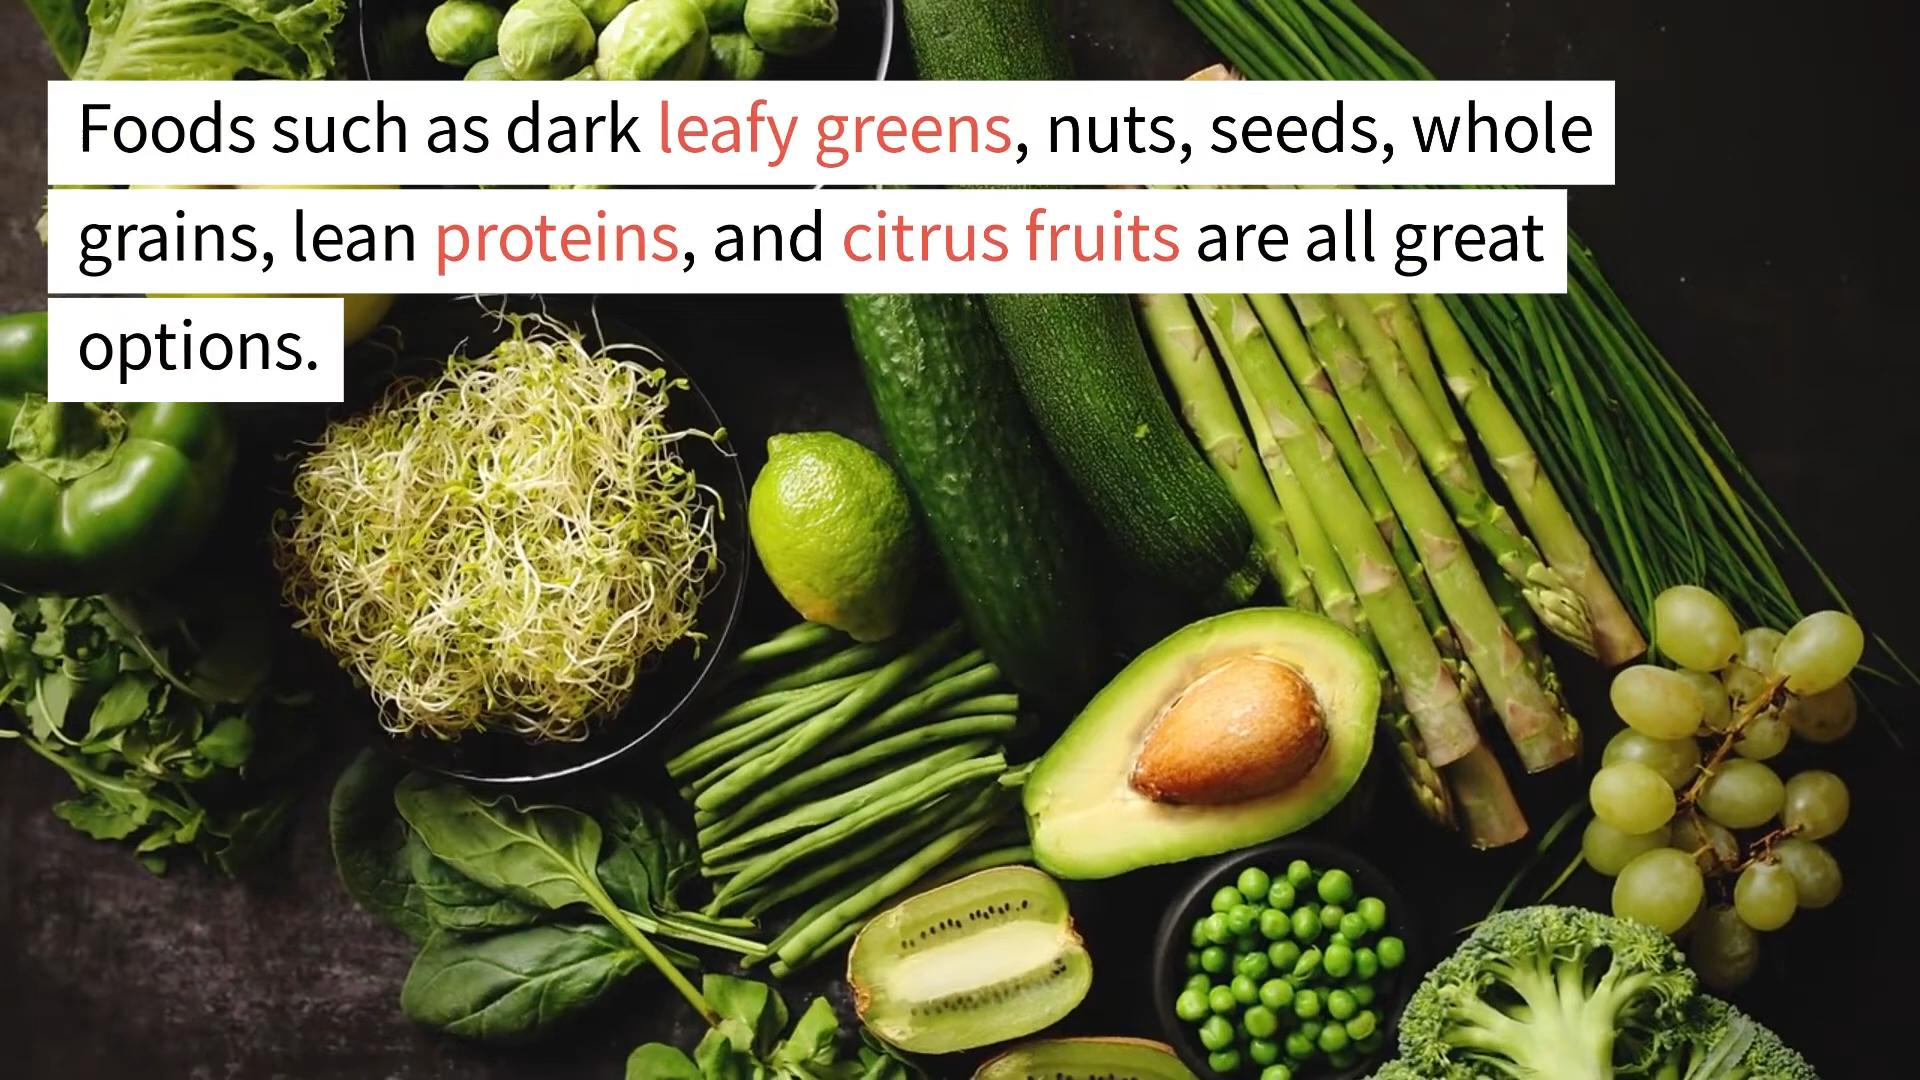 Foods such as dark leafy greens, nuts, seeds, whole
grains, lean proteins, and citrus fruits are all great
options.